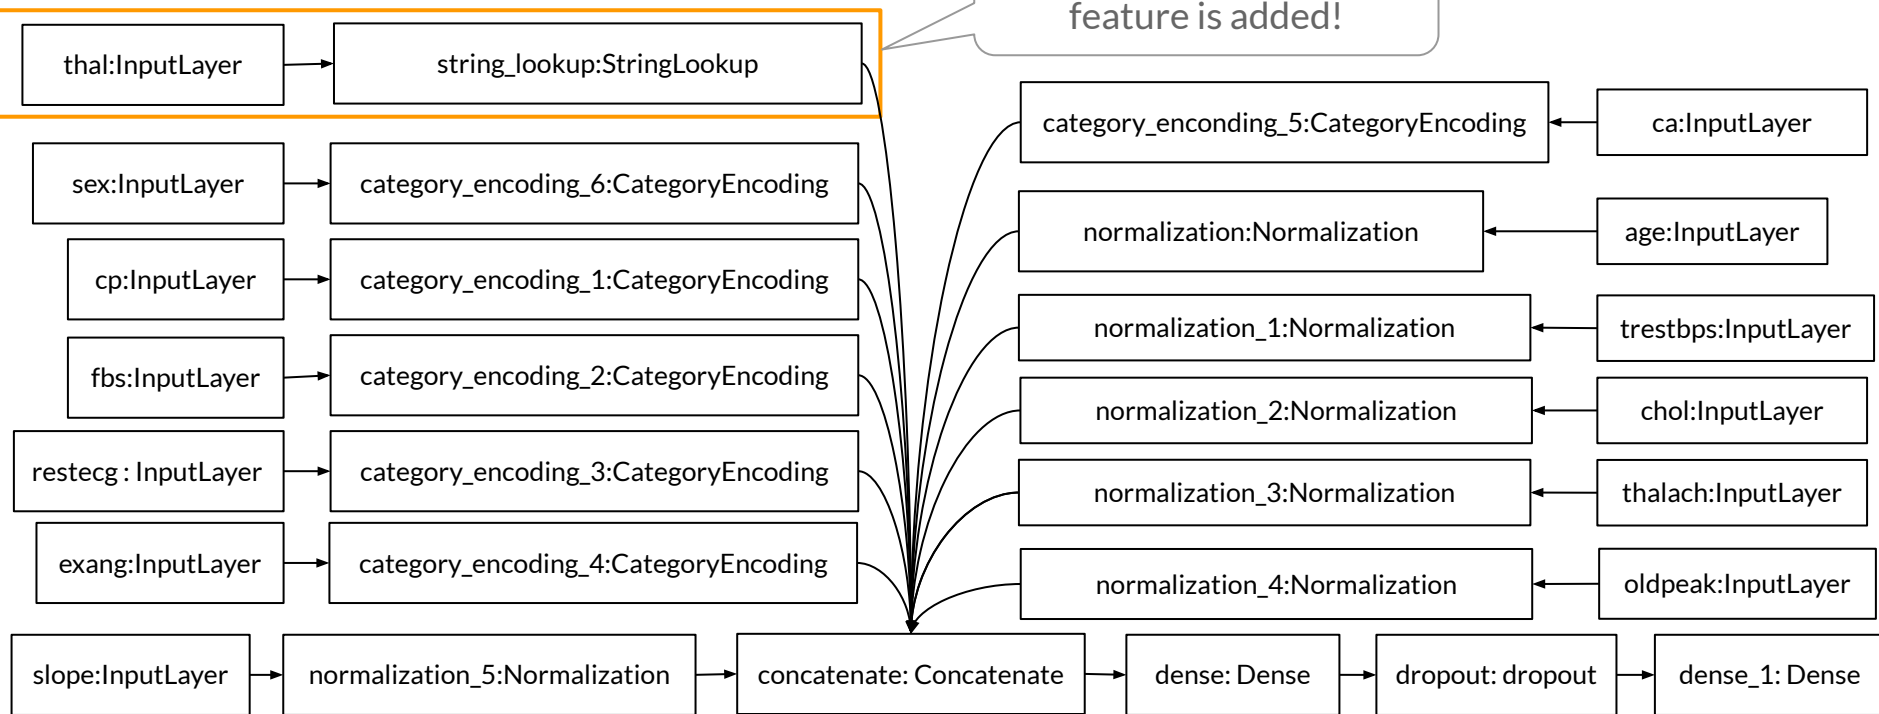 feature is added!
thal:InputLayer
string_lookup:StringLookup
category_enconding_5:CategoryEncoding
ca:InputLayer
sex:InputLayer
category_encoding_6:CategoryEncoding
normalization:Normalization
age:InputLayer
cp:InputLayer
category_encoding_1:CategoryEncoding
normalization_1:Normalization
trestbps:InputLayer
fbs:InputLayer
category_encoding_2:CategoryEncoding
normalization_2:Normalization
chol:InputLayer
restecg : InputLayer
category_encoding_3:CategoryEncoding
normalization_3:Normalization
thalach:InputLayer
exang:InputLayer
category_encoding_4:CategoryEncoding
normalization_4:Normalization
oldpeak:InputLayer
slope:InputLayer
normalization_5:Normalization
concatenate: Concatenate
dense: Dense
dropout: dropout
dense_1: Dense